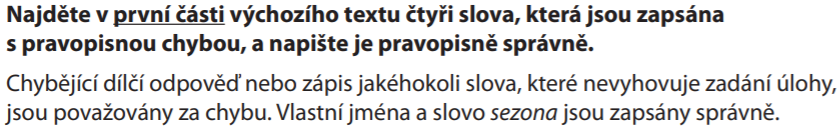 Najděte v první části výchozího textu čtyři slova, která jsou zapsána
s pravopisnou chybou, a napište je pravopisně správně.
Chybějící dílčí odpověď nebo zápis jakéhokoli slova, které nevyhovuje zadání úlohy,
jsou považovány za chybu. Vlastní jména a slovo sezona jsou zapsány správně.